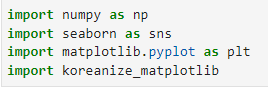 import numpy as np
import seaborn as sns
import matplotlib.pyplot as plt
import koreanize_matplotlib